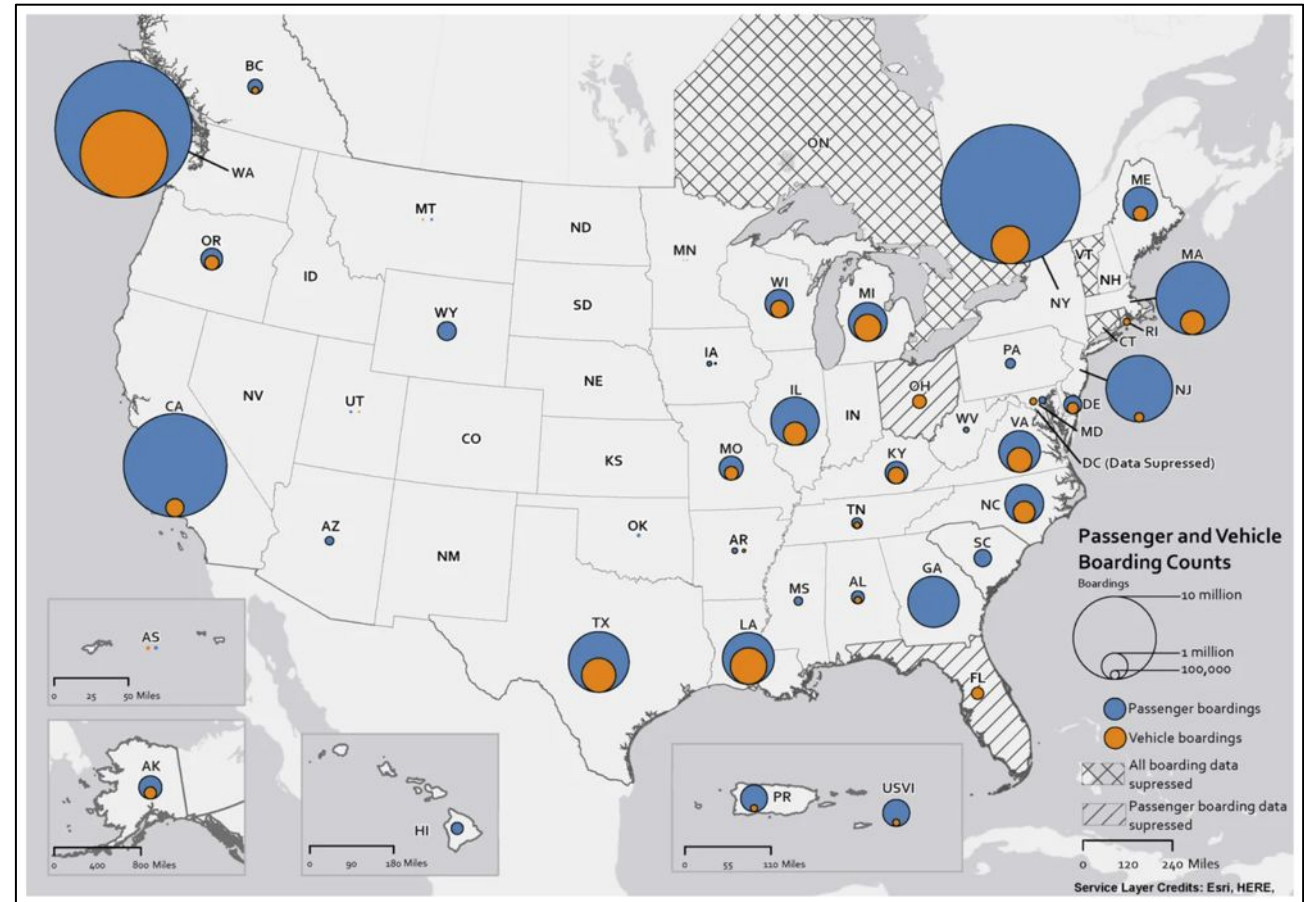 BC
WA
MT
ND
MN
ON
ME
OR
ID
VT
MA
WI
MI
NH
SD
WY
NY
RI
CT
IA
PA
NE
NV
UT
CA
IL
IN
OH
NJ
DE
CO
WV
MD
VA
KS
MO
KY
DC (Data Supressed)
NC
TN
AZ
NM
OK
AR
SC
GA
MS
AL
TX
LA
FL
AS
0 25 50 Miles
AK
0 400 800 Miles
HI
0 90 180 Miles
PR
USVI
0 55 110 Miles
Passenger and Vehicle
Boarding Counts
Boardings
10 million
1 million
100,000
Passenger boardings
Vehicle boardings
All boarding data
supressed
Passenger boarding data
supressed
0 120 240 Miles
Service Layer Credits: Esri, HERE,